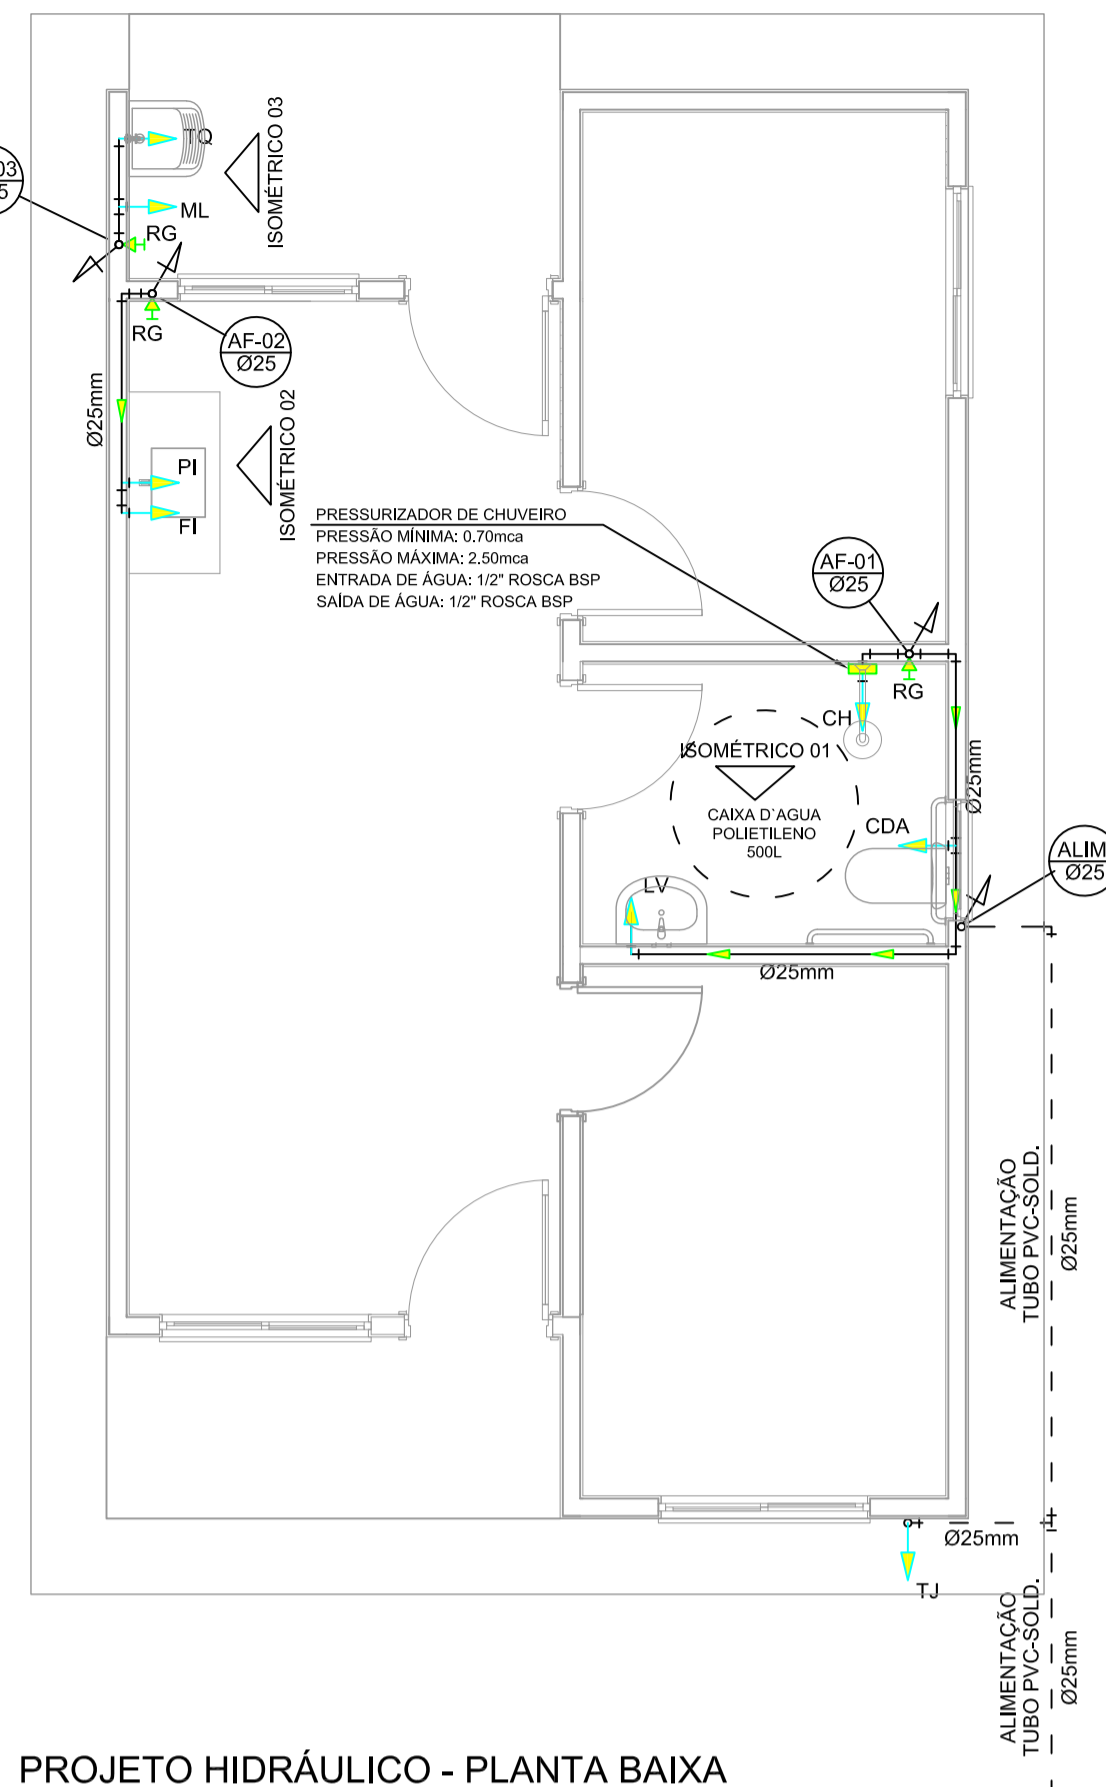 TQ
ISOMÉTRICO 03
03
5
ML
RG
RG
AF-02
Ø25
Ø25mm
ISOMÉTRICO 02
PI
FI
PRESSURIZADOR DE CHUVEIRO
PRESSÃO MÍNIMA: 0.70mca
PRESSÃO MÁXIMA: 2.50mca
ENTRADA DE ÁGUA: 1/2" ROSCA BSP
SAÍDA DE ÁGUA: 1/2" ROSCA BSP
AF-01
Ø25
RG
CH
ISOMÉTRICO 01
CAIXA D`AGUA
POLIETILENO
500L
Ø25mm
CDA
ALIM
Ø25
LV
Ø25mm
ALIMENTAÇÃO
TUBO PVC-SOLD.
Ø25mm
Ø25mm
TJ
ALIMENTAÇÃO
TUBO PVC-SOLD.
Ø25mm
PROJETO HIDRÁULICO - PLANTA BAIXA